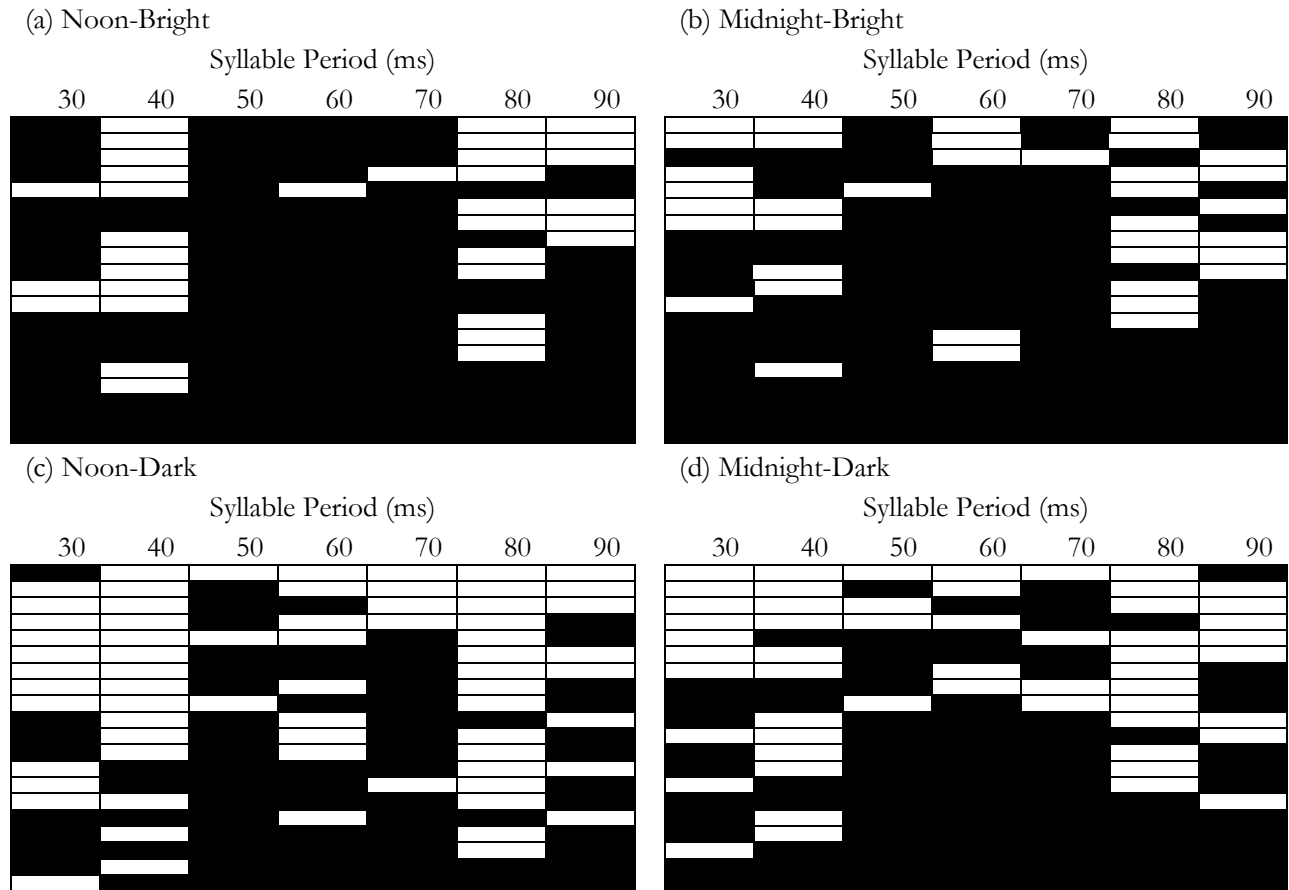 (a) Noon-Bright
Syllable Period (ms)
30 40 50 60 70 80 90
(b) Midnight-Bright
Syllable Period (ms)
30 40 50 60 70 80 90
(c) Noon-Dark
Syllable Period (ms)
30 40 50 60 70 80 90
(d) Midnight-Dark
Syllable Period (ms)
30 40 50 60 70 80 90